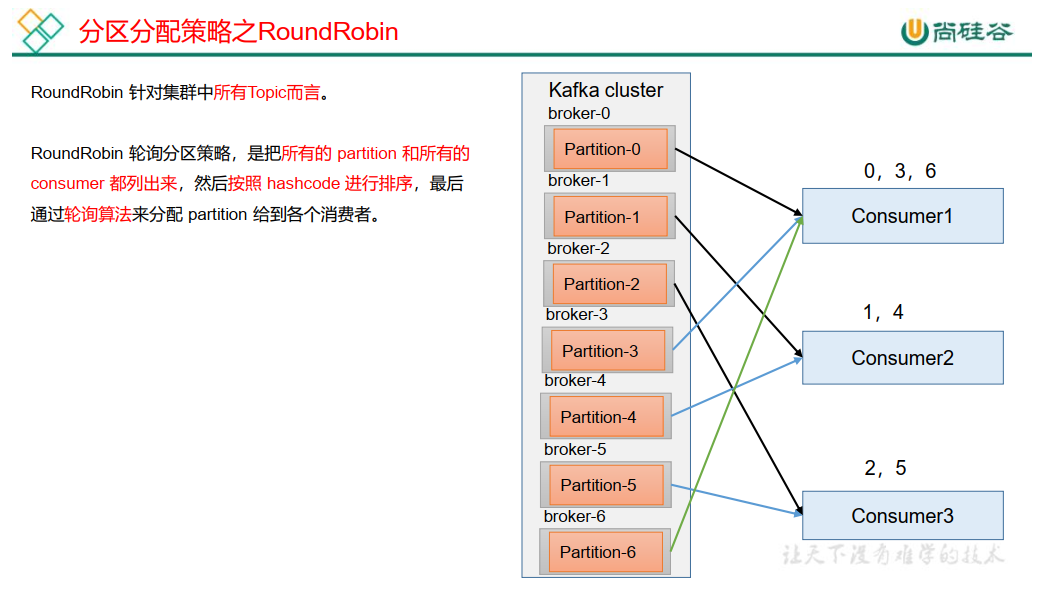 分区分配策略之RoundRobin
尚硅谷
RoundRobin 针对集群中所有Topic而言。
RoundRobin 轮询分区策略，是把所有的 partition 和所有的
consumer 都列出来，然后按照 hashcode 进行排序，最后
通过轮询算法来分配 partition 给到各个消费者。
Kafka cluster
broker-0
Partition-0
broker-1
Partition-1
broker-2
Partition-2
broker-3
Partition-3
broker-4
Partition-4
broker-5
Partition-5
broker-6
Partition-6
0，3，6
Consumer1
1，4
Consumer2
2，5
Consumer3
让天下没有难学的技术